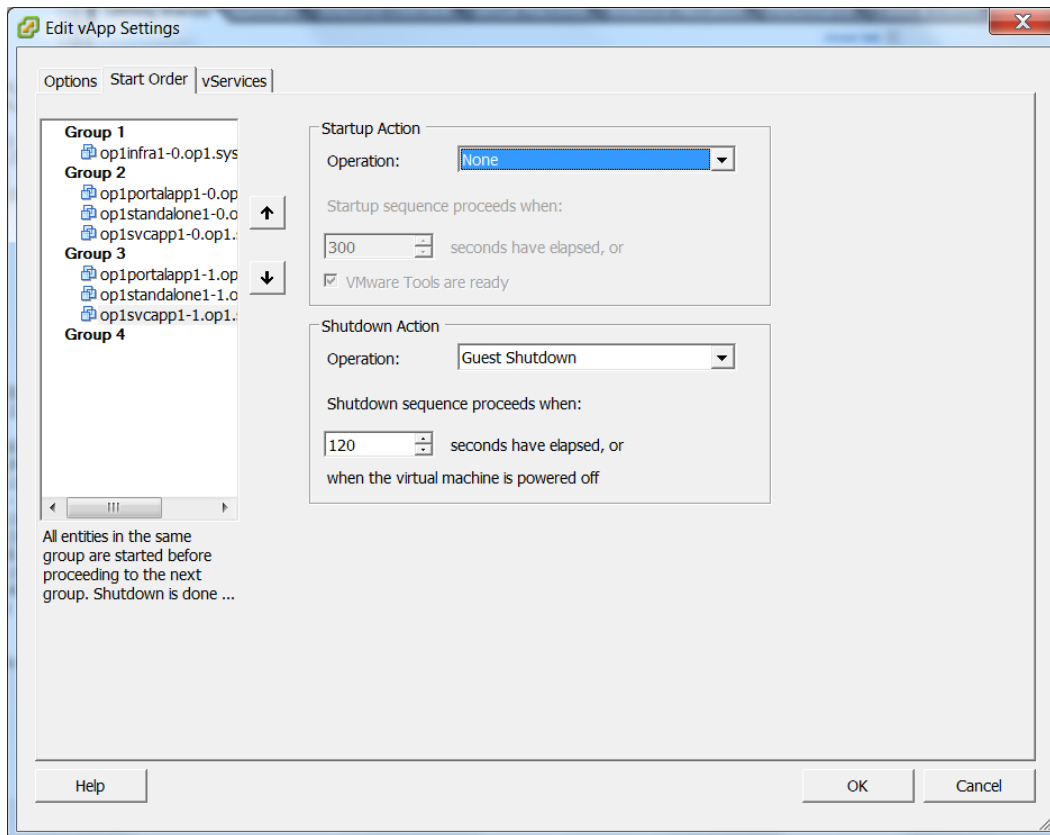 Edit vApp Settings
Options Start Order vServices
Group 1
op1infra1-0.op1.sys
Group 2
op1portalapp1-0.op
op1standalone1-0.o
op1svcapp1-0.op1.
Group 3
op1portalapp1-1.op
op1standalone1-1.o
op1svcapp1-1.op1.
Group 4
All entities in the same
group are started before
proceeding to the next
group. Shutdown is done ...
Startup Action
Operation: None
Startup sequence proceeds when:
300 seconds have elapsed, or
VMware Tools are ready
Shutdown Action
Operation: Guest Shutdown
Shutdown sequence proceeds when:
120 seconds have elapsed, or
when the virtual machine is powered off
Help OK Cancel